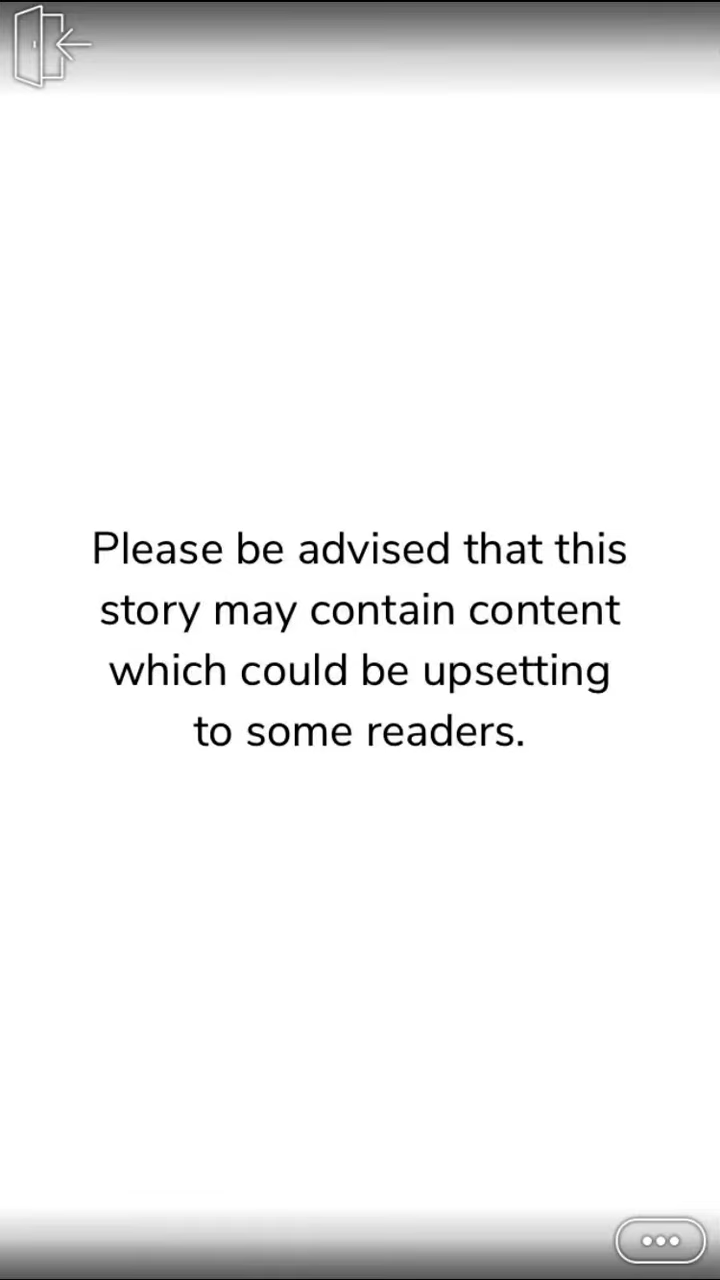 Please be advised that this
story may contain content
which could be upsetting
to some readers.